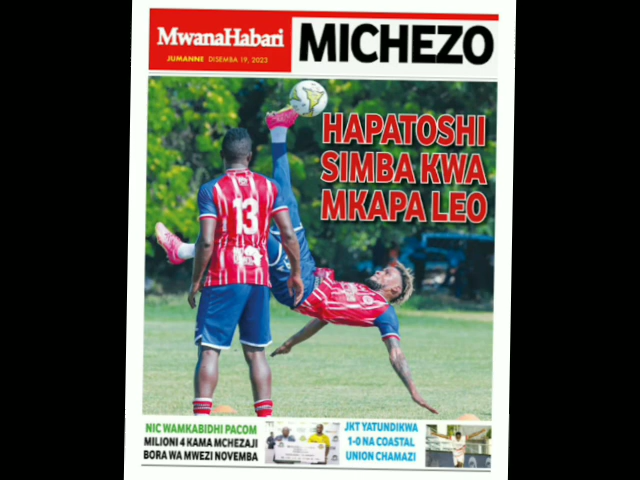 MwanaHabari
JUMANNE DISEMBA 19, 2023
MICHEZO
HAPATOSHI
SIMBA KWA
MKAPA LEO
13
NIC WAMKABIDHI PACOM
MILIONI 4 KAMA MCHEZAJI
BORA WA MWEZI NOVEMBA
JKT YATUNDIKWA
1-0 NA COASTAL
UNION CHAMAZI